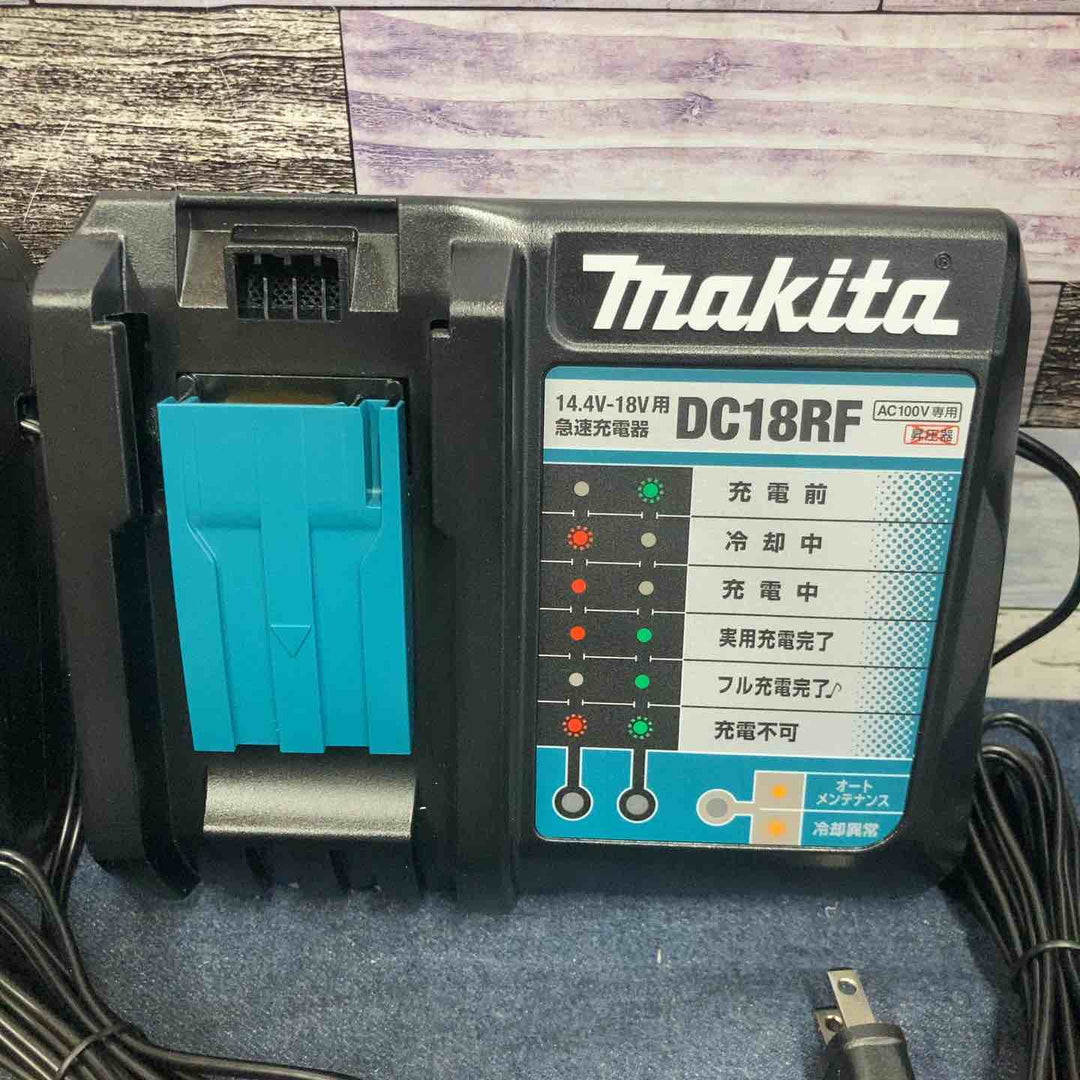 makita®
14.4V-18V用
急速充電器
DC18RF
AC100V専用
昇圧器
充電前
冷却中
充電中
実用充電完了
フル充電完了♪
充電不可
オート
メンテナンス
冷却異常